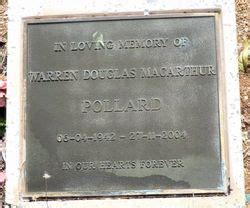 IN LOVING MEMORY OF
WARREN DOUGLAS MACARTHUR
POLLARD
06-04-1942 - 27-11-2004
IN OUR HEARTS FOREVER